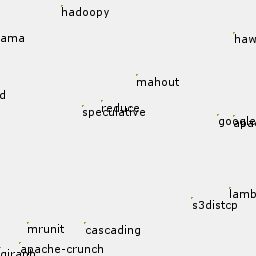 hadoopy
ama
haw
mahout
d
reduce
speculative
google
apa
lamb
s3distcp
mrunit
cascading
apache-crunch
giraph